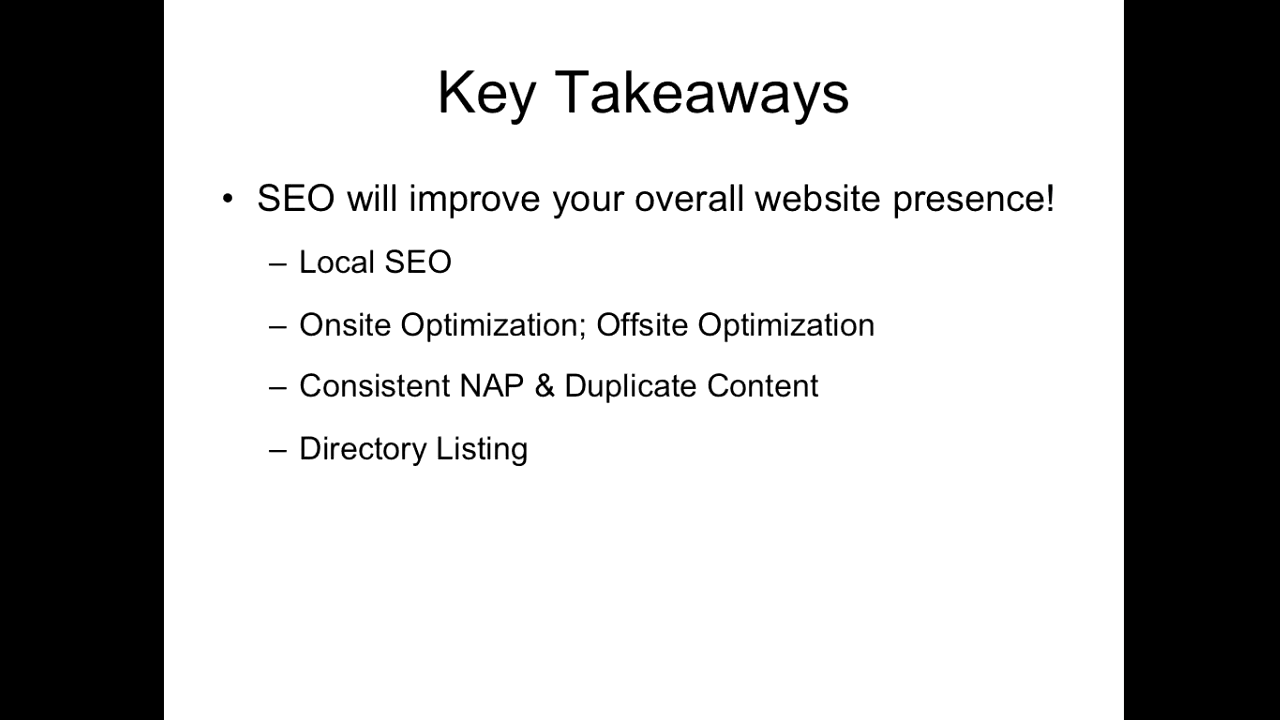 Key Takeaways
• SEO will improve your overall website presence!
– Local SEO
– Onsite Optimization; Offsite Optimization
– Consistent NAP & Duplicate Content
– Directory Listing